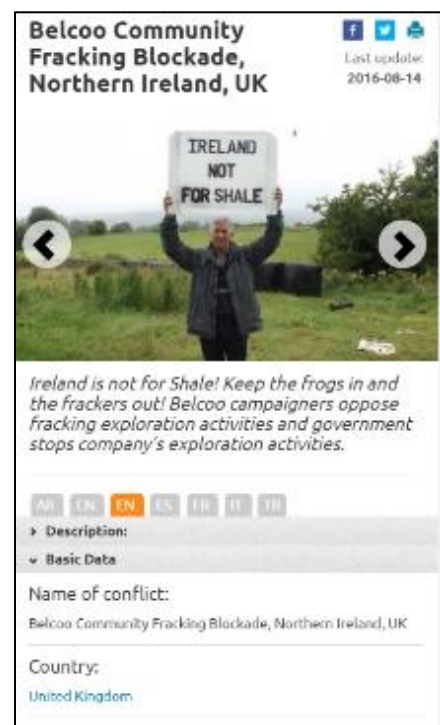 Belcoo Community
Fracking Blockade,
Northern Ireland, UK
Last update:
2016-08-14
IRELAND
NOT
FOR SHALE
Ireland is not for Shale! Keep the frogs in and
the frackers out! Belcoo campaigners oppose
fracking exploration activities and government
stops company's exploration activities.
AR CN EN ES FR IT TR
Description:
Basic Data
Name of conflict:
Belcoo Community Fracking Blockade, Northern Ireland, UK
Country:
United Kingdom